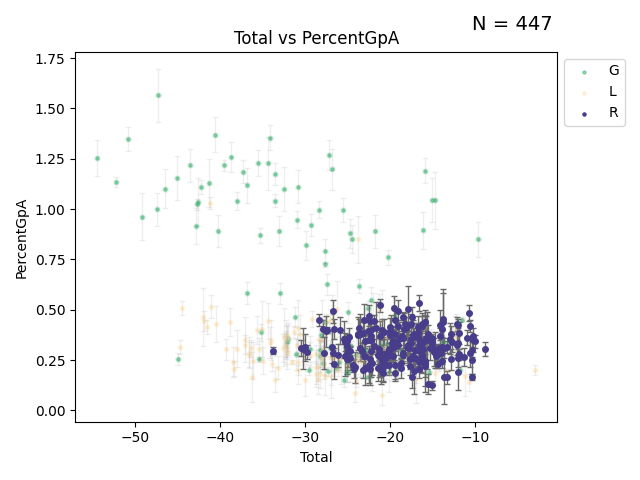 N = 447
Total vs PercentGpA
G
L
R
PercentGpA
1.75
1.50
1.25
1.00
0.75
0.50
0.25
0.00
−50
−40
−30
−20
−10
Total